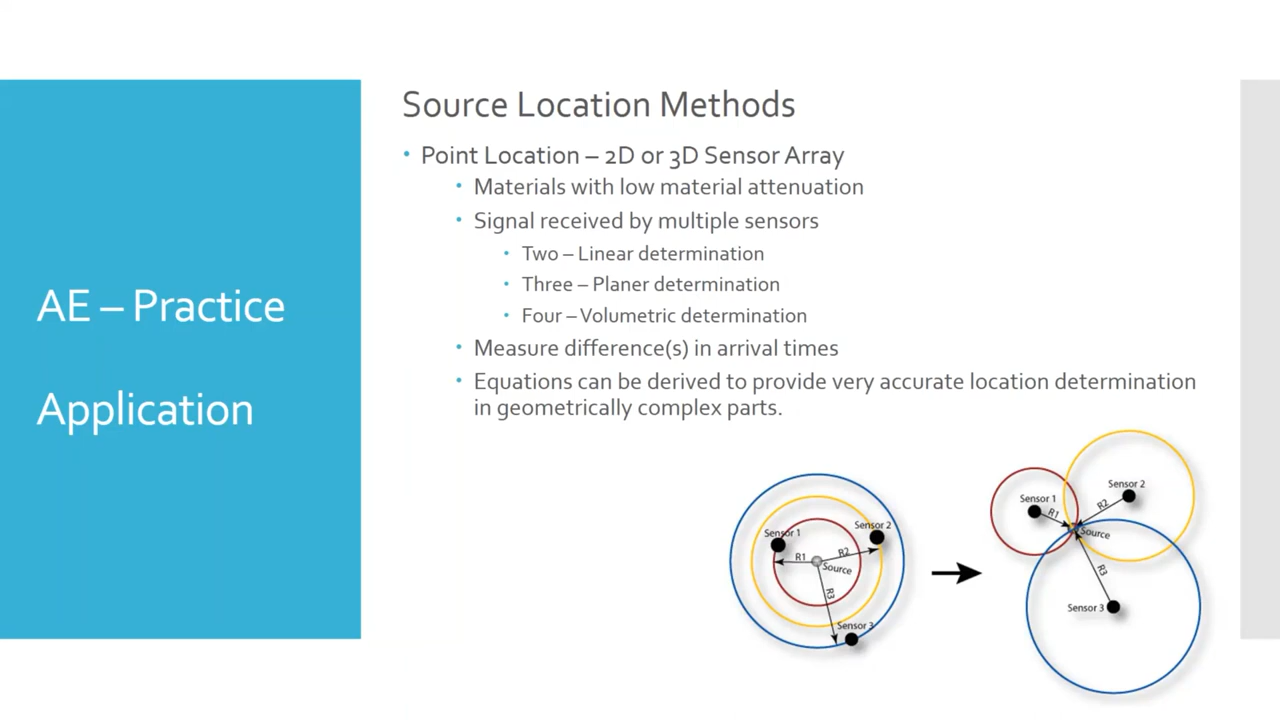 AE – Practice
Application
Source Location Methods
• Point Location – 2D or 3D Sensor Array
• Materials with low material attenuation
• Signal received by multiple sensors
• Two – Linear determination
• Three – Planer determination
• Four – Volumetric determination
• Measure difference(s) in arrival times
• Equations can be derived to provide very accurate location determination
in geometrically complex parts.
Sensor 1
Sensor 2
R1
R2
Source
R3
Sensor 3
Sensor 1
Sensor 2
R1
R2
Source
R3
Sensor 3